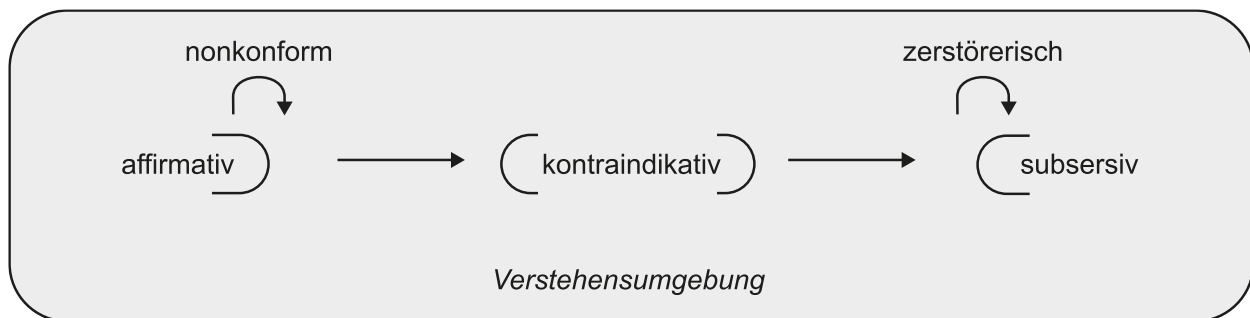 nonkonform
zerstörerisch
affirmativ
kontraindikativ
subsersiv
Verstehensumgebung